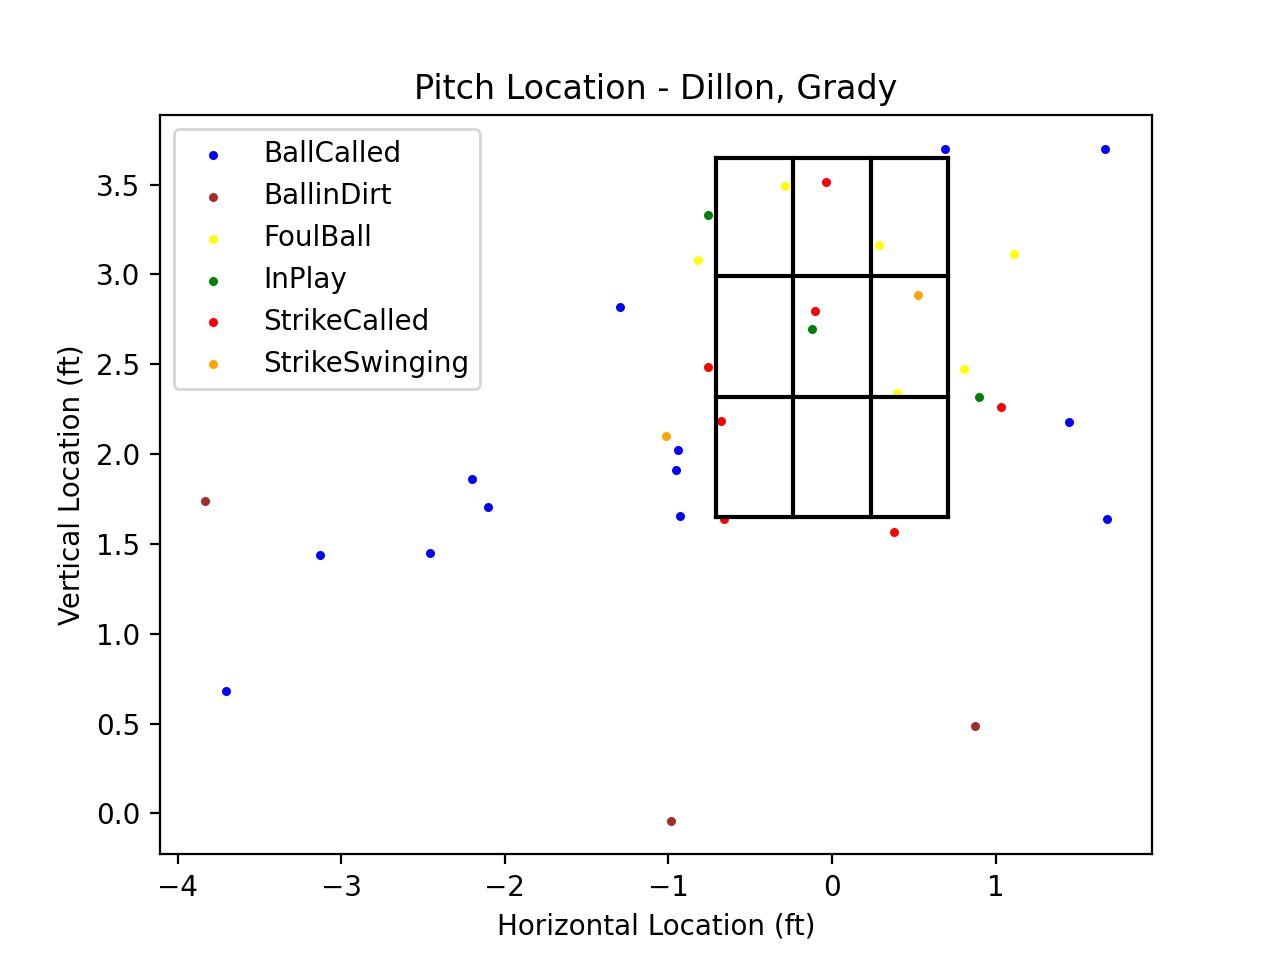 Pitch Location - Dillon, Grady
BallCalled
BallinDirt
FoulBall
InPlay
StrikeCalled
StrikeSwinging
Vertical Location (ft)
3.5
3.0
2.5
2.0
1.5
1.0
0.5
0.0
−4 −3 −2 −1 0 1
Horizontal Location (ft)